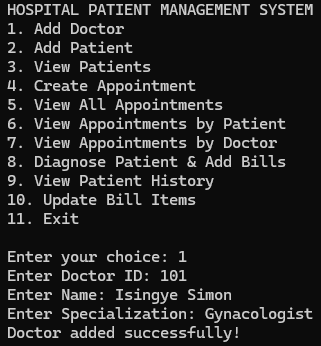 HOSPITAL PATIENT MANAGEMENT SYSTEM
1. Add Doctor
2. Add Patient
3. View Patients
4. Create Appointment
5. View All Appointments
6. View Appointments by Patient
7. View Appointments by Doctor
8. Diagnose Patient & Add Bills
9. View Patient History
10. Update Bill Items
11. Exit

Enter your choice: 1
Enter Doctor ID: 101
Enter Name: Isingye Simon
Enter Specialization: Gynacologist
Doctor added successfully!